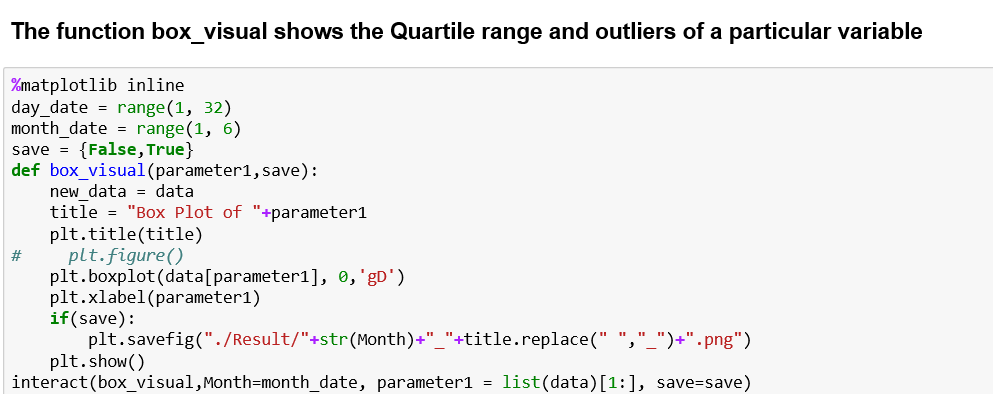 The function box_visual shows the Quartile range and outliers of a particular variable
%matplotlib inline
day_date = range(1, 32)
month_date = range(1, 6)
save = {False,True}
def box_visual(parameter1,save):
    new_data = data
    title = "Box Plot of "+parameter1
    plt.title(title)
#     plt.figure()
    plt.boxplot(data[parameter1], 0,'gD')
    plt.xlabel(parameter1)
    if(save):
        plt.savefig("./Result/"+str(Month)+"_"+title.replace(" ","_")+".png")
    plt.show()
interact(box_visual,Month=month_date, parameter1 = list(data)[1:], save=save)